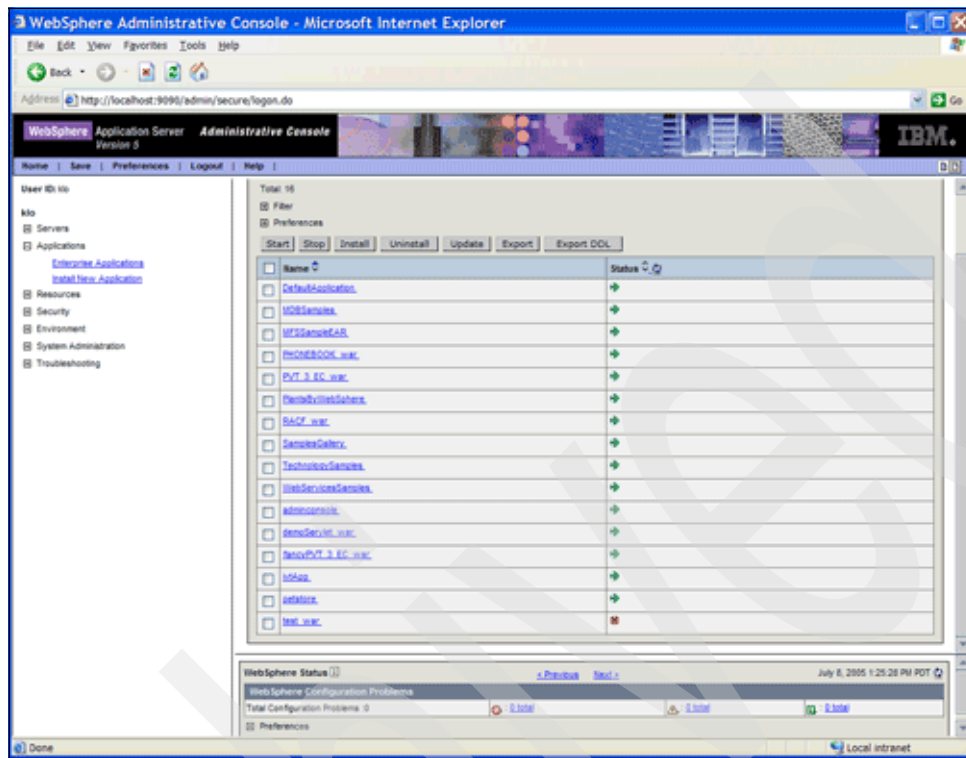 WebSphere Administrative Console - Microsoft Internet Explorer
File Edit View Favorites Tools Help
Back
Address http://localhost:9090/admin/secure/logon.do Go
WebSphere Application Server Administrative Console
Version 5
IBM.
Home | Save | Preferences | Logout | Help |
User ID: klo
klo
Servers
Applications
Enterprise Applications
Install New Application
Resources
Security
Environment
System Administration
Troubleshooting
Total: 16
Filter
Preferences
Start Stop Install Uninstall Update Export Export DDL
Name Status
DefaultApplication
MDBSamples
MFSSampleEAR
PHONEBOOK_war
PVT_3_EC_war
PlantsByWebSphere
RACF_war
SamplesGallery
TechnologySamples
WebServicesSamples
adminconsole
demoServlet_war
fancyPVT_3_EC_war
ivtApp
petstore
test_war
WebSphere Status < Previous Next > July 8, 2005 1:25:28 PM PDT
WebSphere Configuration Problems
Total Configuration Problems :0 : 0 total : 0 total : 0 total
Preferences
Done Local intranet